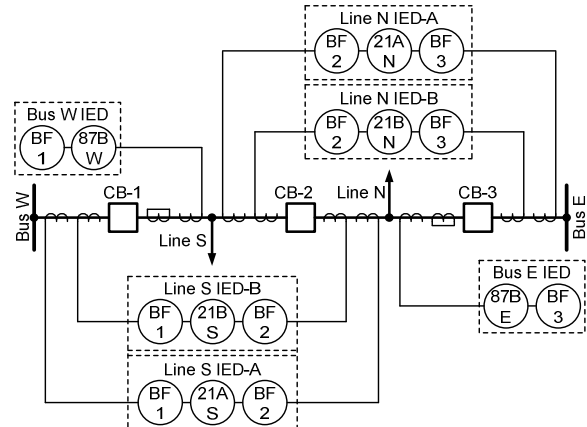 Line N IED-A
BF 2
21A N
BF 3
Line N IED-B
BF 2
21B N
BF 3
Bus W IED
BF 1
87B W
Bus W
CB-1
CB-2
Line N
CB-3
Bus E
Line S
Bus E IED
87B E
BF 3
Line S IED-B
BF 1
21B S
BF 2
Line S IED-A
BF 1
21A S
BF 2